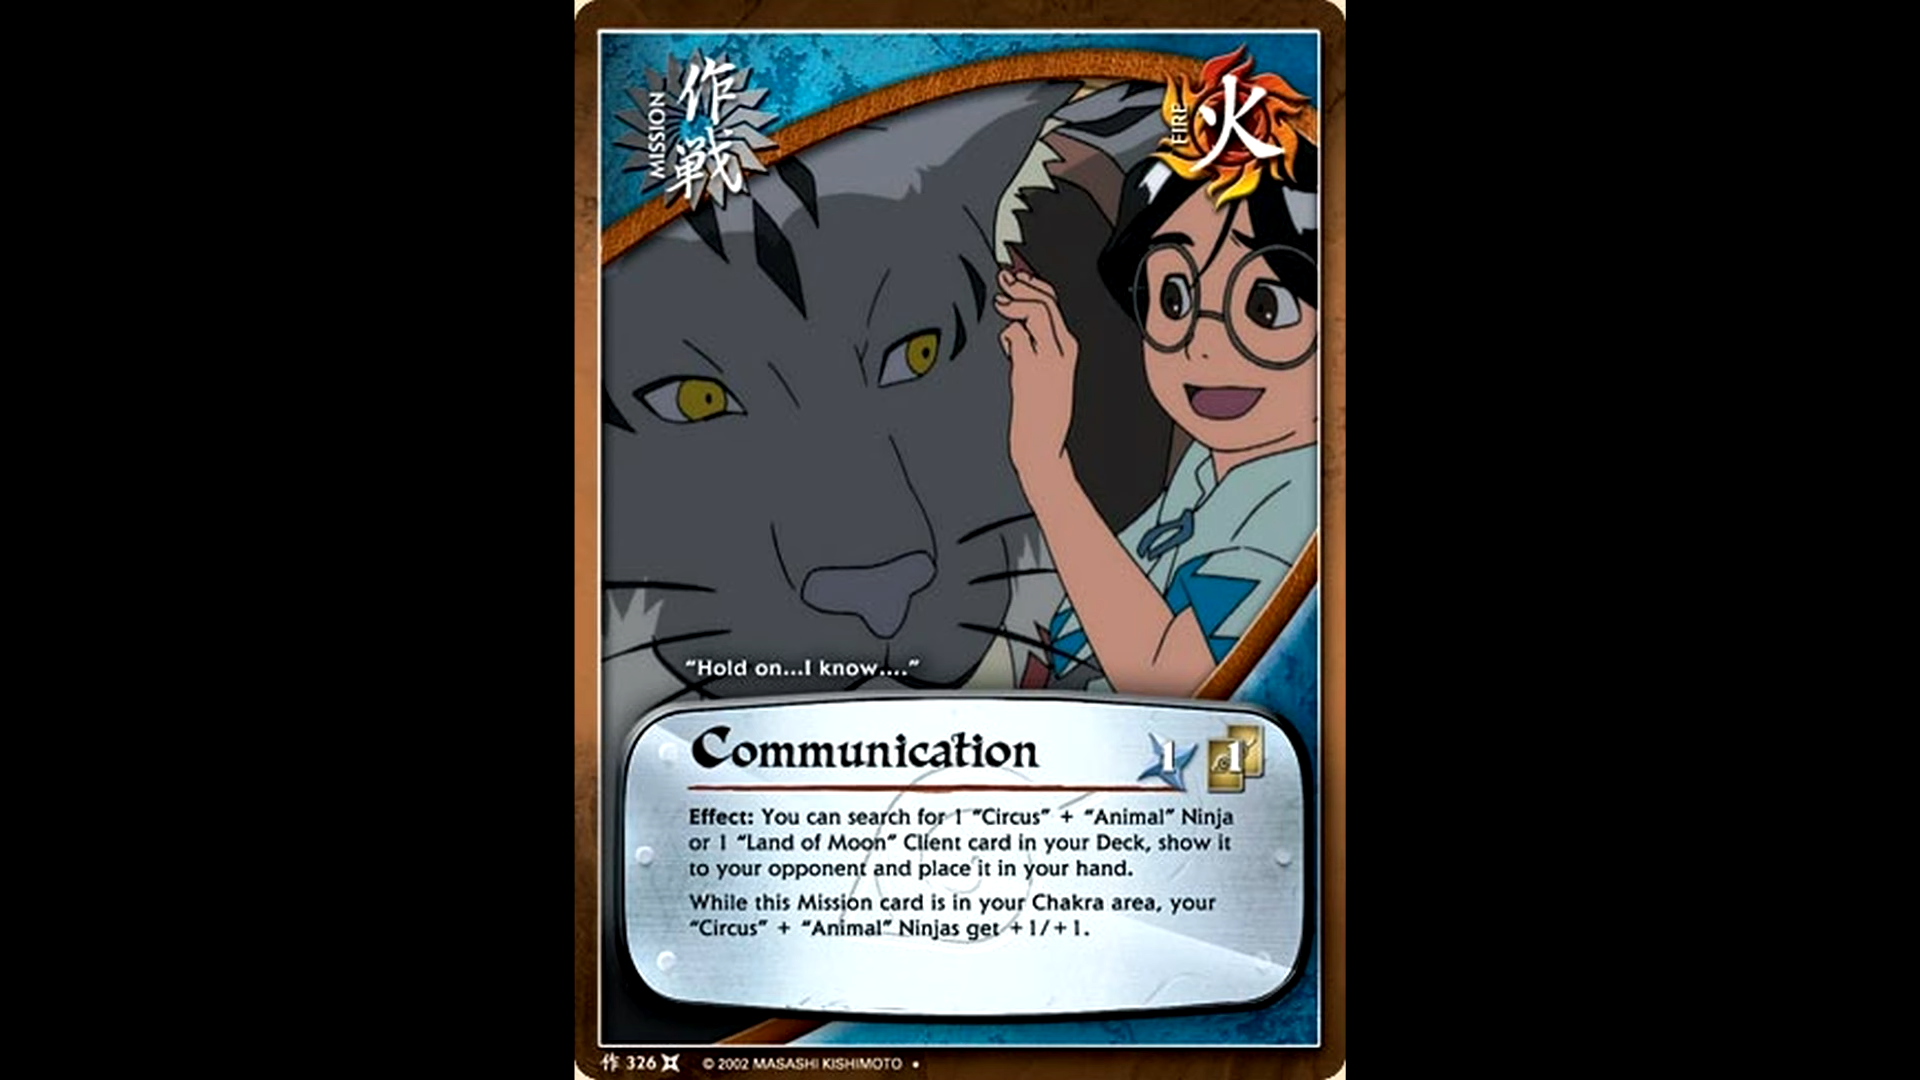 MISSION
作戦
FIRE
火
“Hold on...I know....”
Communication
1
1
Effect: You can search for 1 “Circus” + “Animal” Ninja
or 1 “Land of Moon” Client card in your Deck, show it
to your opponent and place it in your hand.
While this Mission card is in your Chakra area, your
“Circus” + “Animal” Ninjas get +1/+1.
作 326
© 2002 MASASHI KISHIMOTO